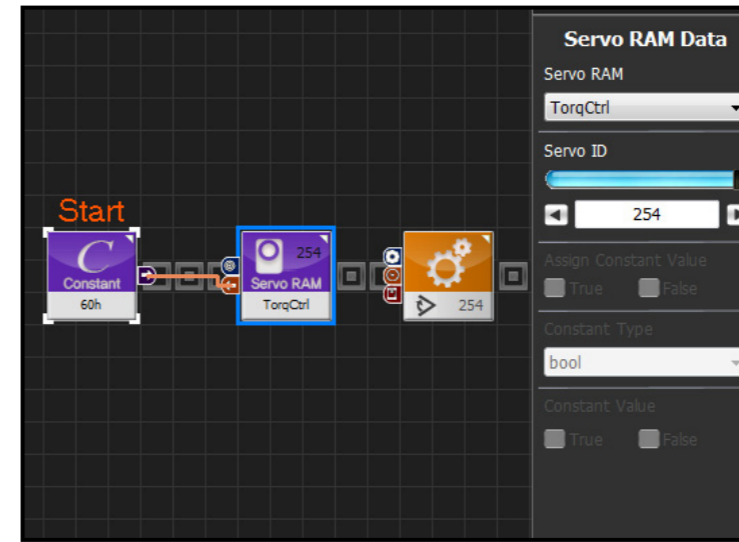 Start
C
Constant
60h
254
Servo RAM
TorqCtrl
254
Servo RAM Data
Servo RAM
TorqCtrl
Servo ID
254
Assign Constant Value
True False
Constant Type
bool
Constant Value
True False